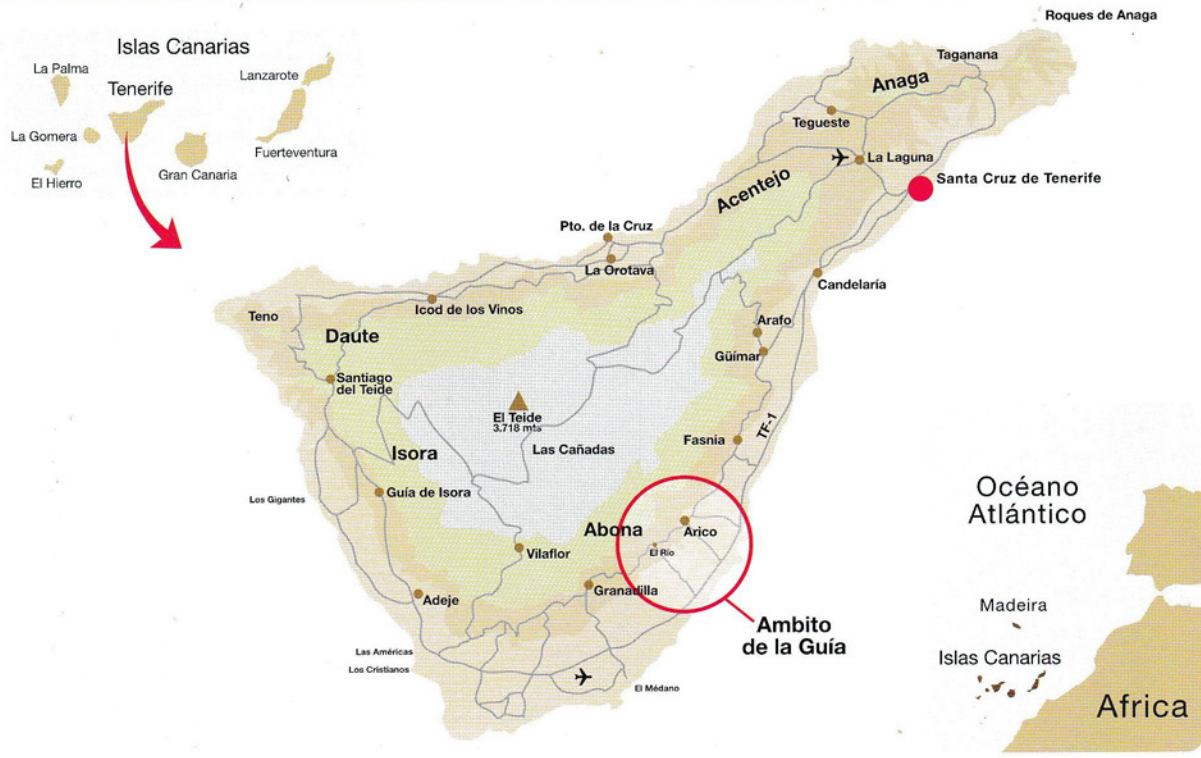 Islas Canarias
La Palma
Tenerife
Lanzarote
La Gomera
El Hierro
Gran Canaria
Fuerteventura
Roques de Anaga
Taganana
Anaga
Tegueste
La Laguna
Santa Cruz de Tenerife
Acentejo
Pto. de la Cruz
La Orotava
Candelaría
Icod de los Vinos
Teno
Daute
Arafo
Güímar
Santiago
del Teide
El Teide
3.718 mts
Las Cañadas
Fasnia
TF-1
Isora
Guía de Isora
Los Gigantes
Abona
Arico
El Río
Vilaflor
Granadilla
Adeje
Ambito
de la Guía
Las Américas
Los Cristianos
El Médano
Océano
Atlántico
Madeira
Islas Canarias
Africa